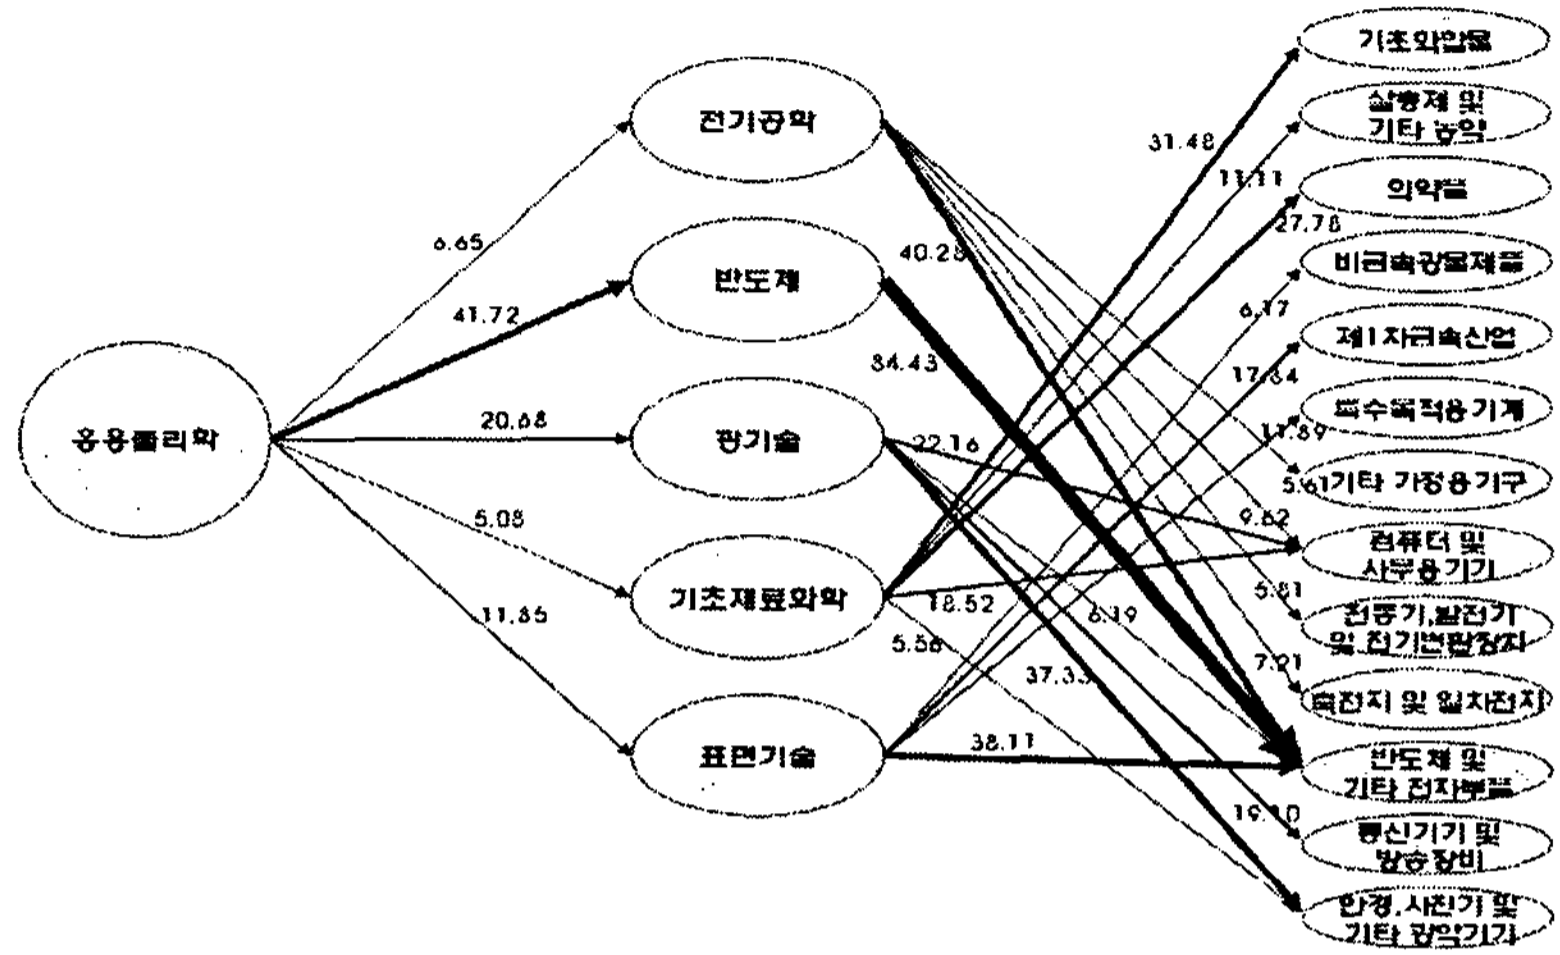 응용물리학
6.65
41.72
20.68
5.08
11.85
전기공학
반도체
광기술
기초재료화학
표면기술
31.48
11.11
27.78
40.28
6.17
84.43
17.84
11.89
22.16
5.61
9.62
18.52
5.81
6.19
5.56
7.21
37.33
38.11
19.10
기초화합물
살충제 및
기타 농약
의약품
비금속광물제품
제1차금속산업
특수목적용기계
기타 가정용기구
컴퓨터 및
사무용기기
전동기,발전기
및 전기변환장치
축전지 및 일차전지
반도체 및
기타 전자부품
통신기기 및
방송장비
안경,사진기 및
기타 광학기기